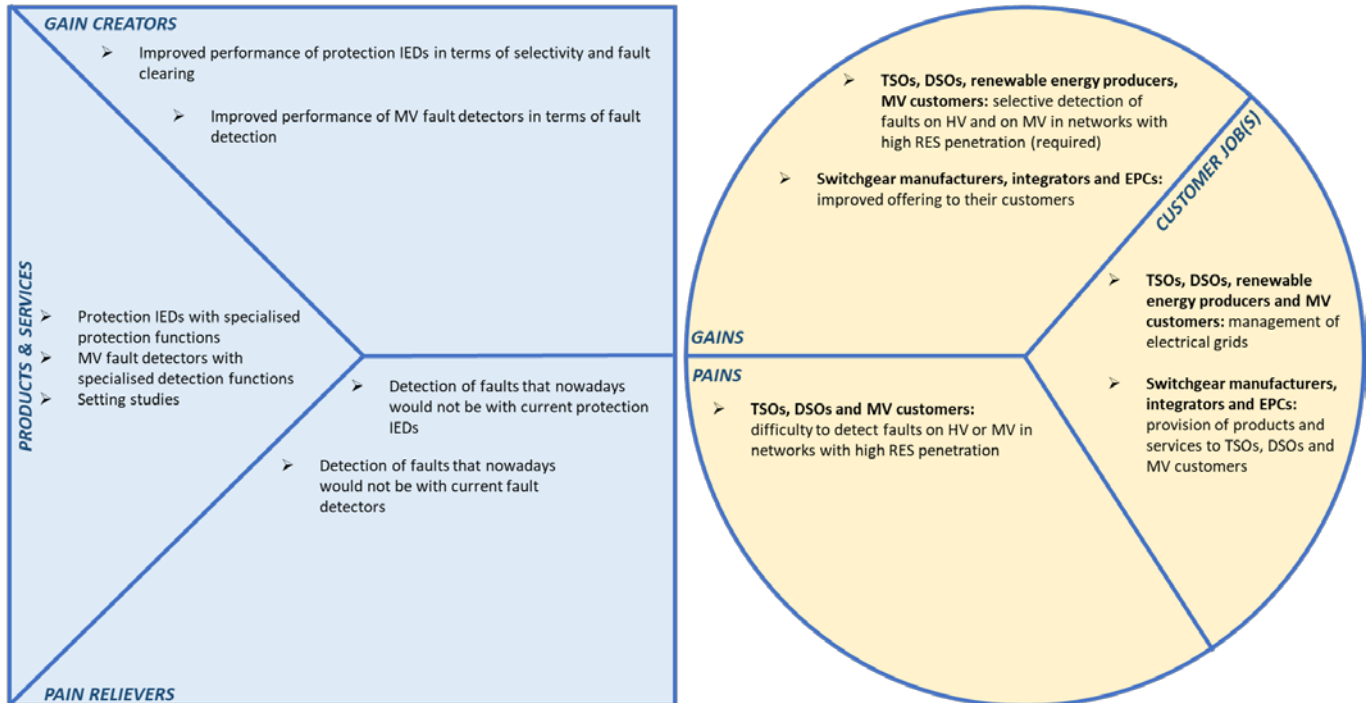 GAIN CREATORS
➢ Improved performance of protection IEDs in terms of selectivity and fault
clearing
➢ Improved performance of MV fault detectors in terms of fault
detection
PRODUCTS & SERVICES
➢ Protection IEDs with specialised
protection functions
➢ MV fault detectors with
specialised detection functions
➢ Setting studies
➢ Detection of faults that nowadays
would not be with current protection
IEDs
➢ Detection of faults that nowadays
would not be with current fault
detectors
PAIN RELIEVERS
➢ TSOs, DSOs, renewable energy producers,
MV customers: selective detection of
faults on HV and on MV in networks with
high RES penetration (required)
➢ Switchgear manufacturers, integrators and EPCs:
improved offering to their customers
GAINS
CUSTOMER JOB(S)
➢ TSOs, DSOs, renewable
energy producers and MV
customers: management of
electrical grids
➢ Switchgear manufacturers,
integrators and EPCs:
provision of products and
services to TSOs, DSOs and
MV customers
PAINS
➢ TSOs, DSOs and MV customers:
difficulty to detect faults on HV or MV in
networks with high RES penetration